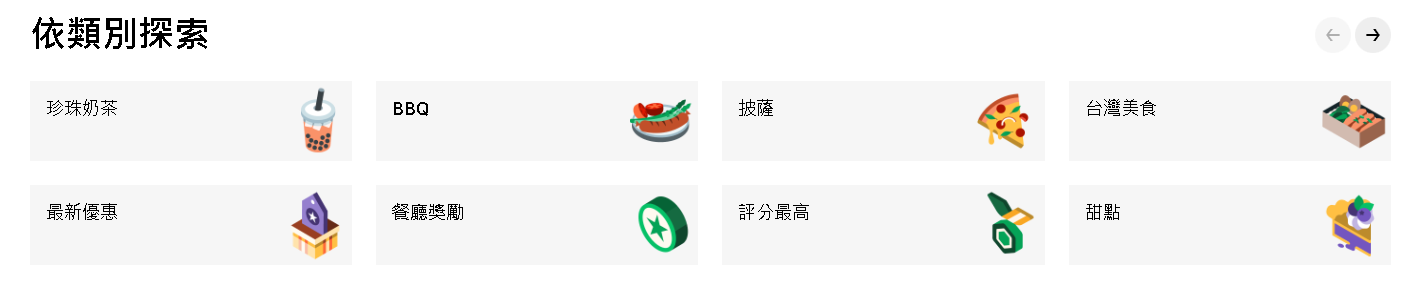 依類別探索
珍珠奶茶
BBQ
披薩
台灣美食
最新優惠
餐廳獎勵
評分最高
甜點